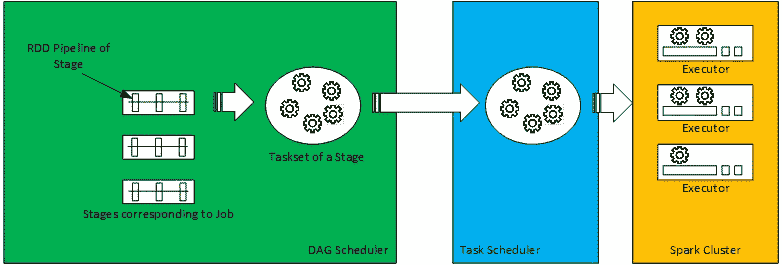 RDD Pipeline of
Stage
Stages corresponding to Job
Taskset of a Stage
DAG Scheduler
Task Scheduler
Executor
Executor
Executor
Spark Cluster